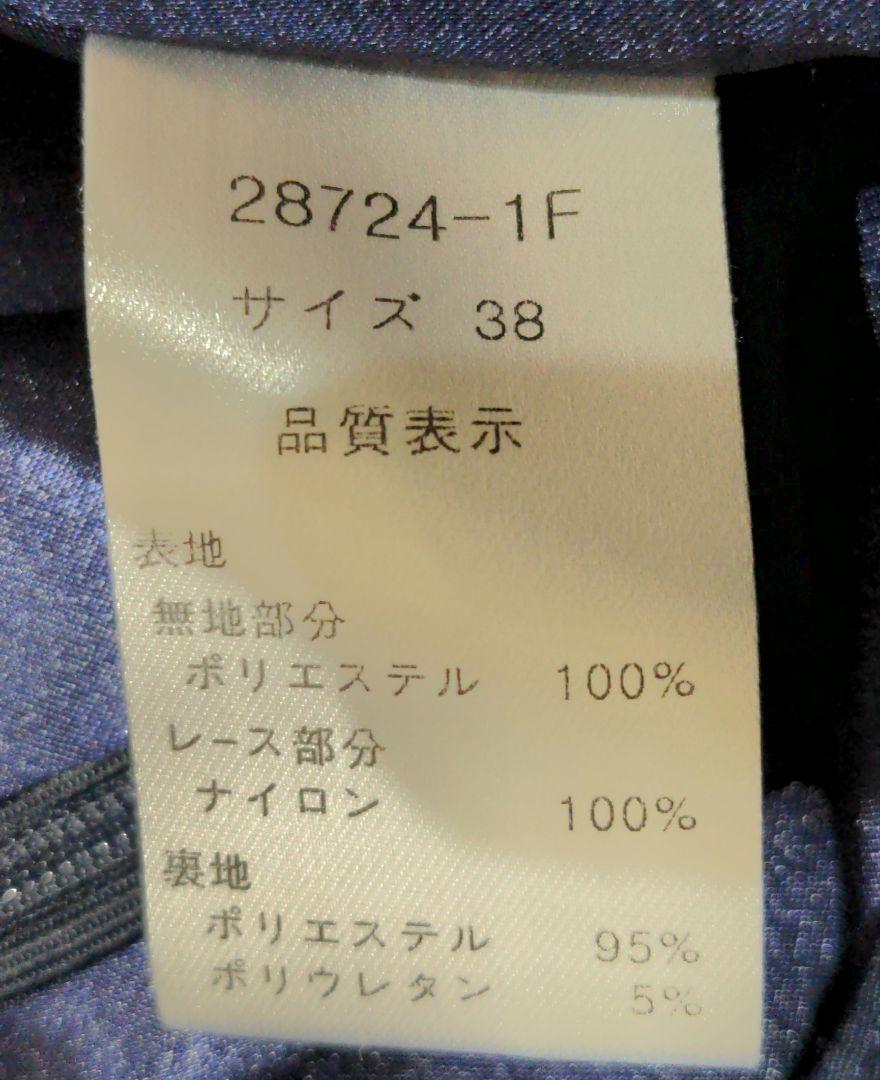 28724-1F
サイズ 38
品質表示
表地
無地部分
ポリエステル 100%
レース部分
ナイロン 100%
裏地
ポリエステル 95%
ポリウレタン 5%